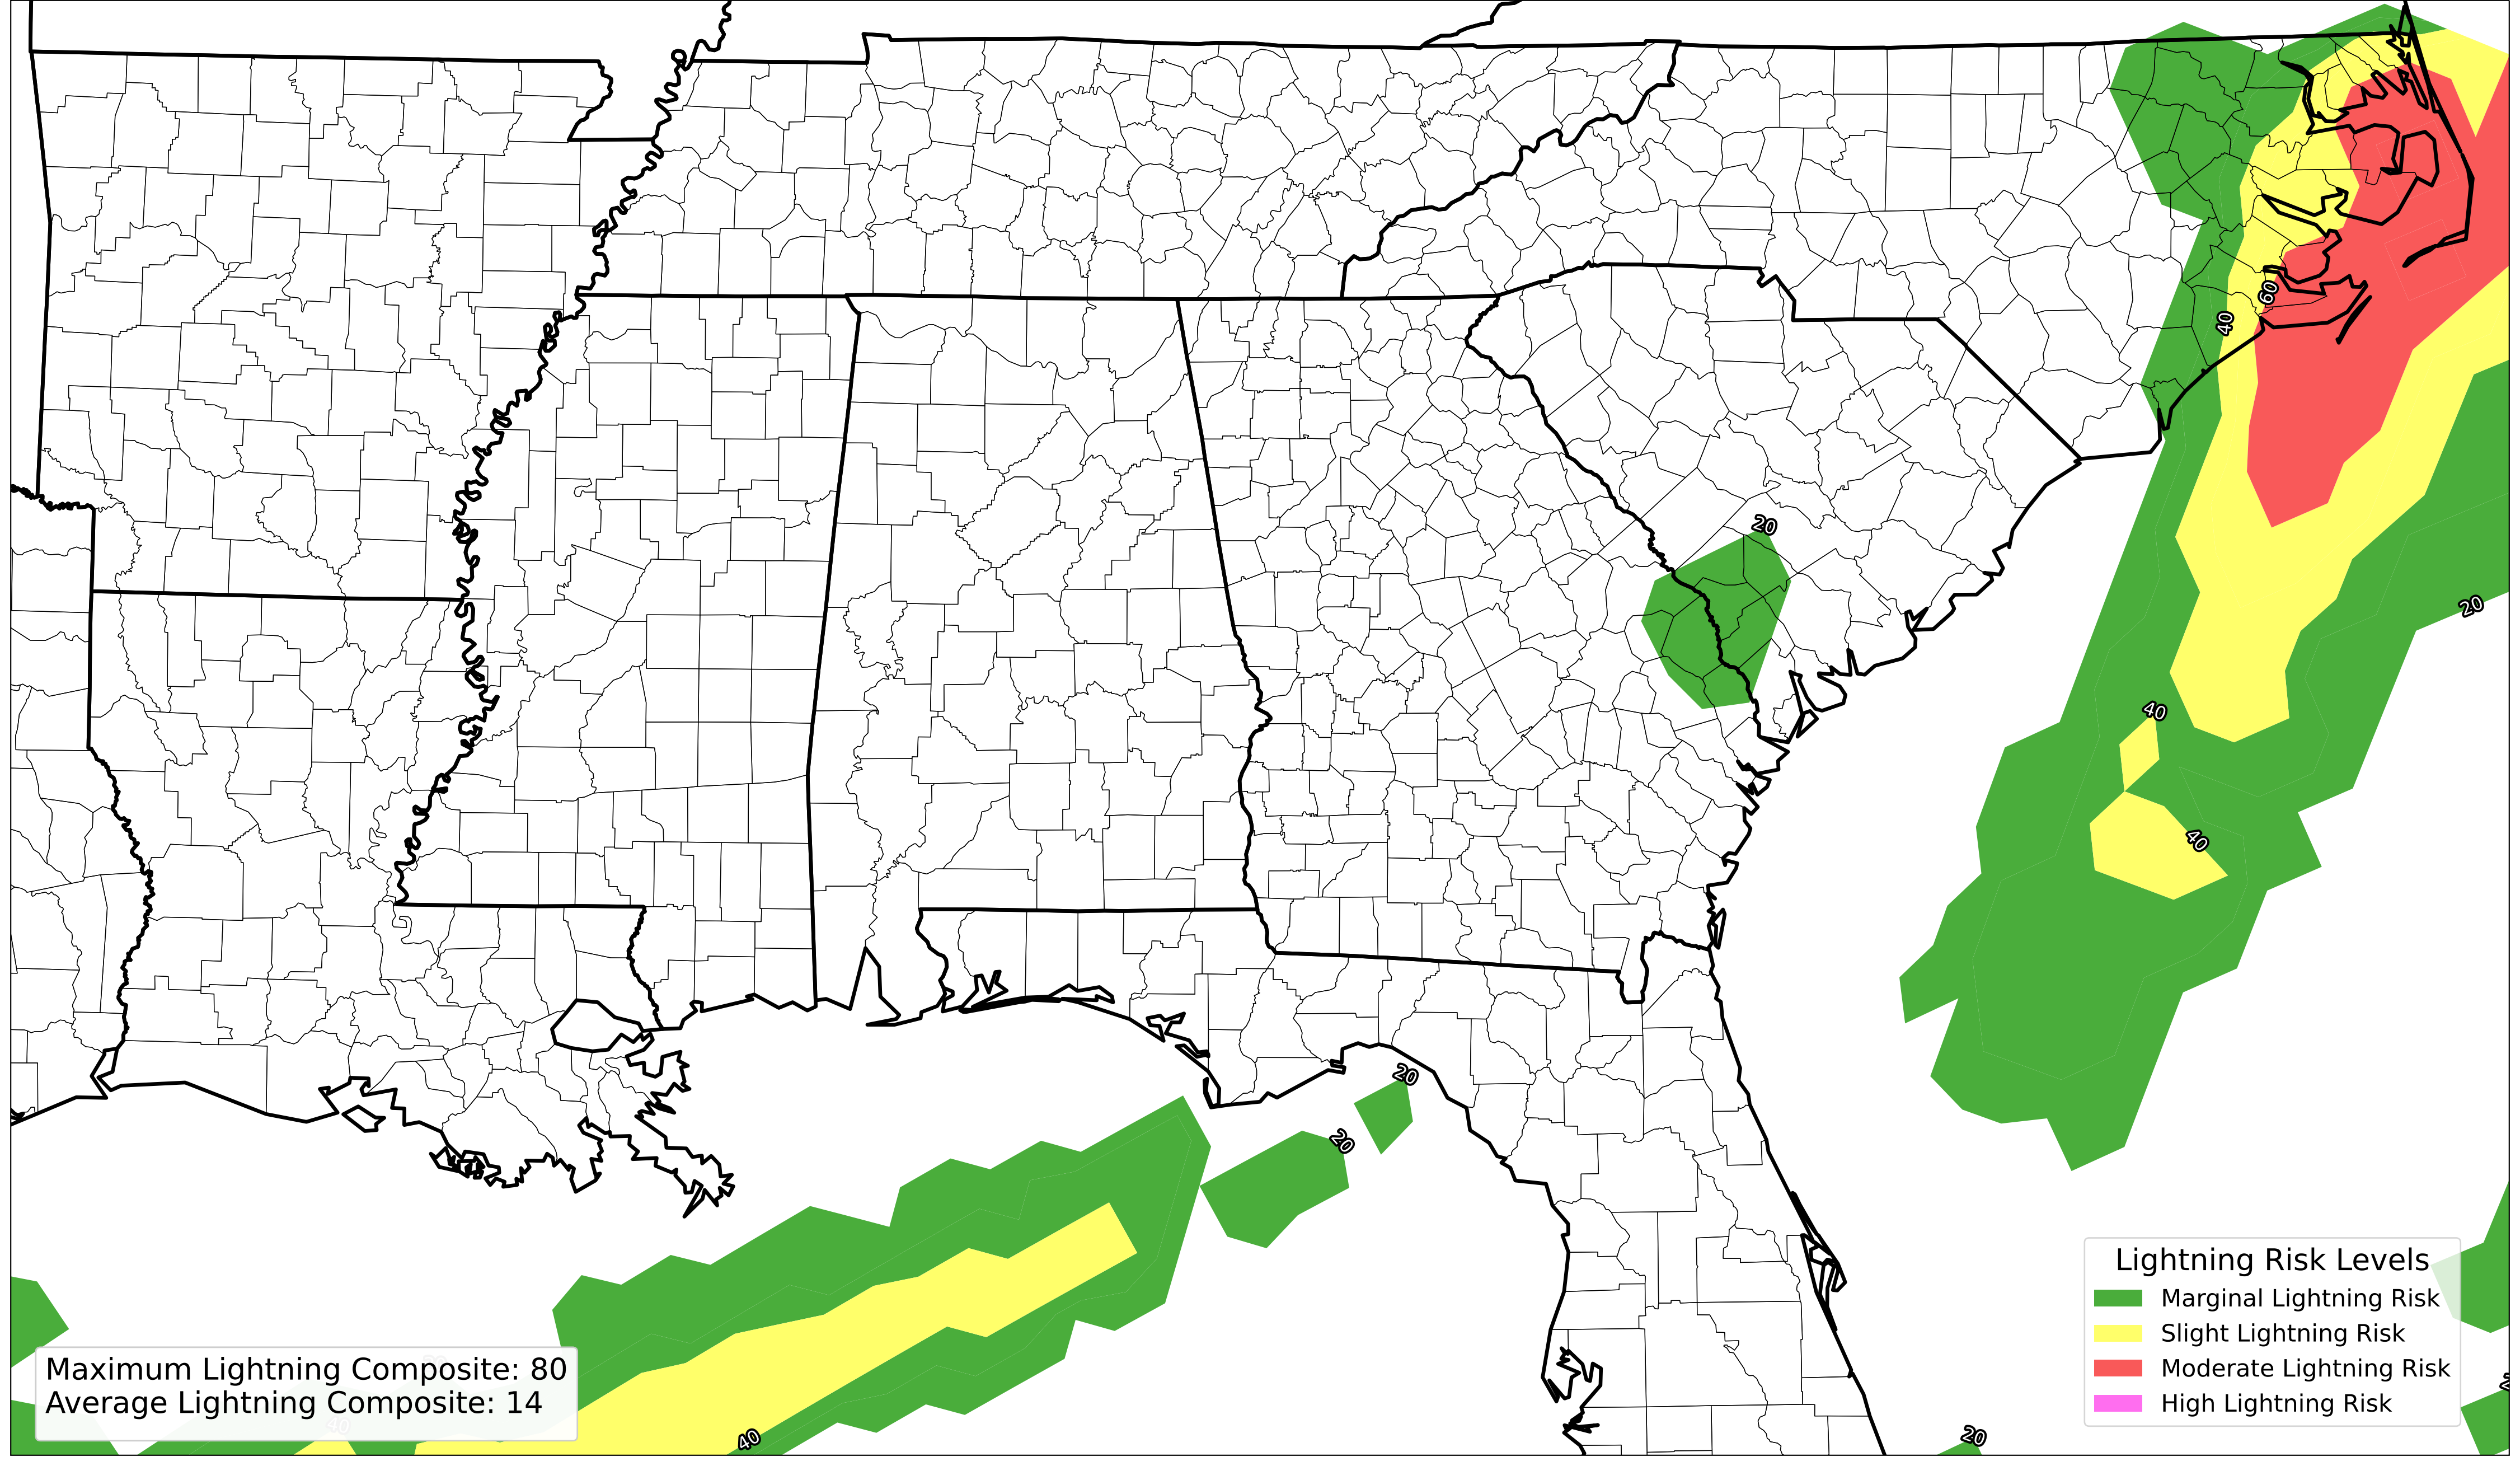 60
40
20
20
40
40
20
20
40
40
20
Maximum Lightning Composite: 80
Average Lightning Composite: 14
Lightning Risk Levels
Marginal Lightning Risk
Slight Lightning Risk
Moderate Lightning Risk
High Lightning Risk